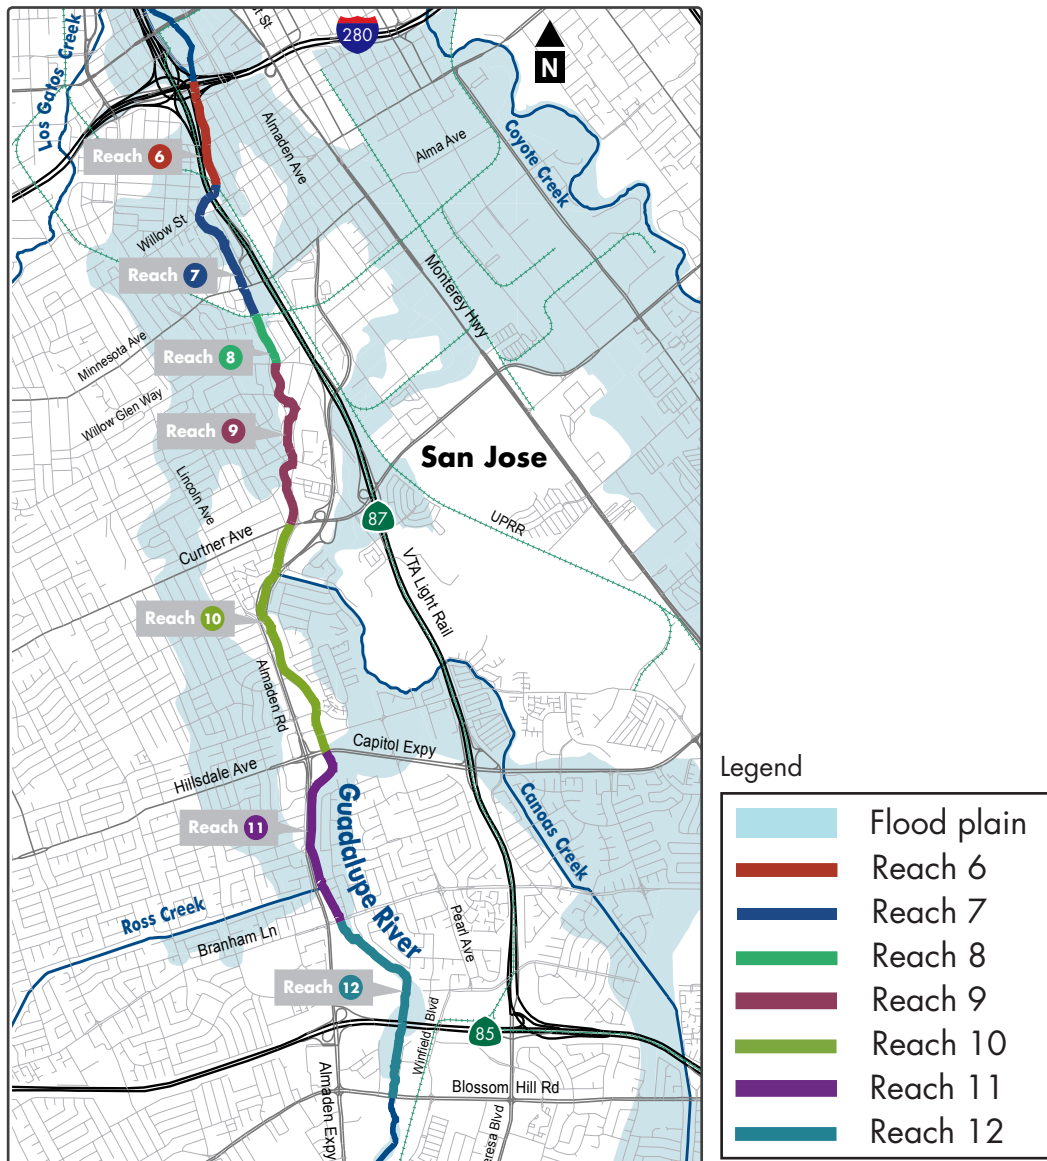 Los Gatos Creek
st St
280
N
Almaden Ave
Alma Ave
Coyote Creek
Reach 6
Willow St
Reach 7
Monterey Hwy
Minnesota Ave
Reach 8
Willow Glen Way
Reach 9
San Jose
Lincoln Ave
87
UPRR
Curtner Ave
VTA Light Rail
Reach 10
Almaden Rd
Capitol Expy
Hillsdale Ave
Guadalupe River
Canoas Creek
Reach 11
Ross Creek
Branham Ln
Pearl Ave
Reach 12
Winfield Blvd
85
Almaden Expy
Blossom Hill Rd
eresa Blvd
Legend
Flood plain
Reach 6
Reach 7
Reach 8
Reach 9
Reach 10
Reach 11
Reach 12